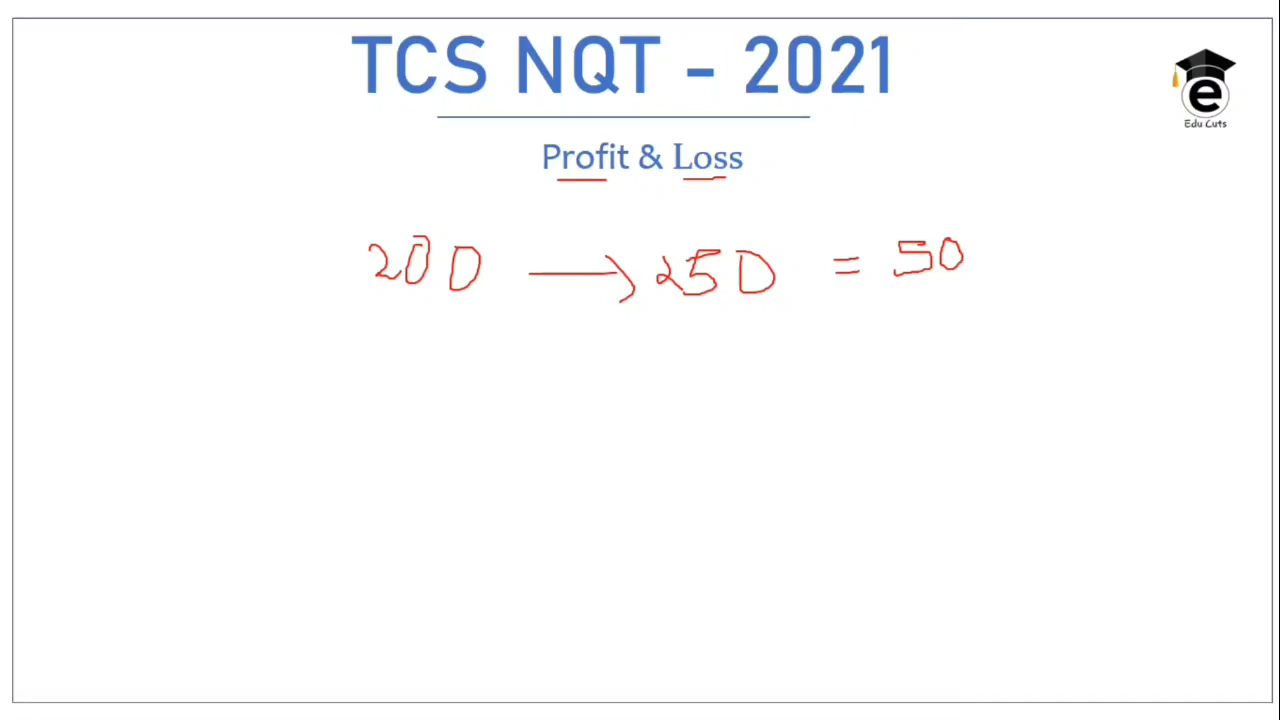 TCS NQT - 2021
e
Edu Cuts
Profit & Loss
200 → 250 = 50